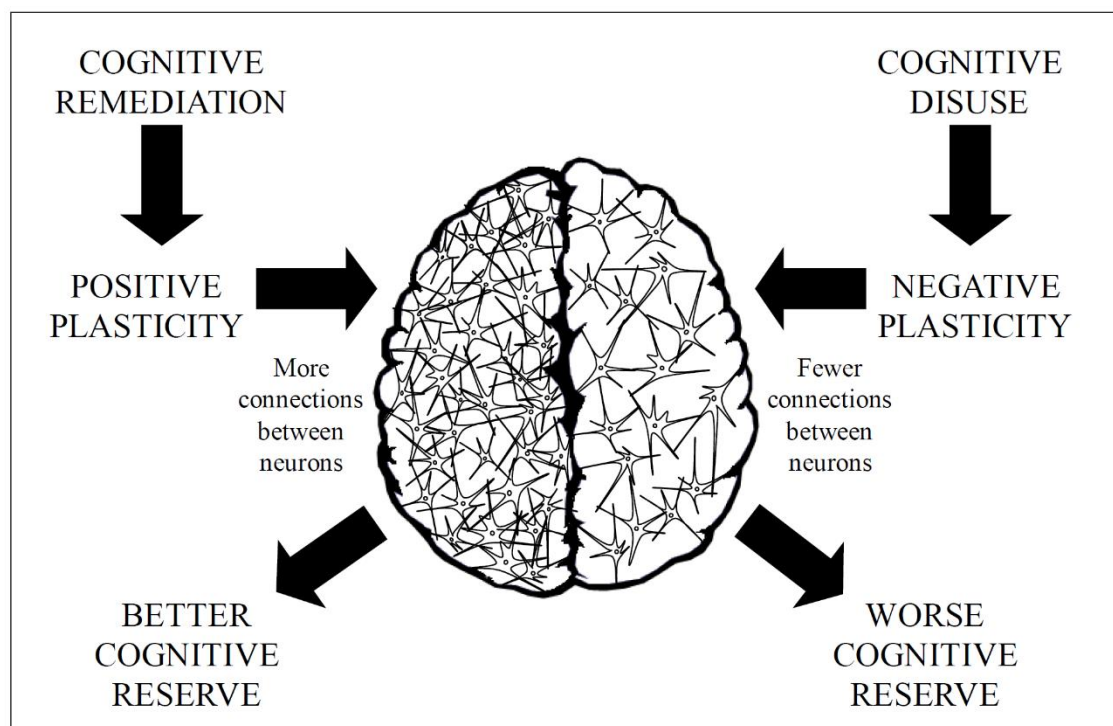 COGNITIVE
REMEDIATION
POSITIVE
PLASTICITY
More
connections
between
neurons
BETTER
COGNITIVE
RESERVE
COGNITIVE
DISUSE
NEGATIVE
PLASTICITY
Fewer
connections
between
neurons
WORSE
COGNITIVE
RESERVE